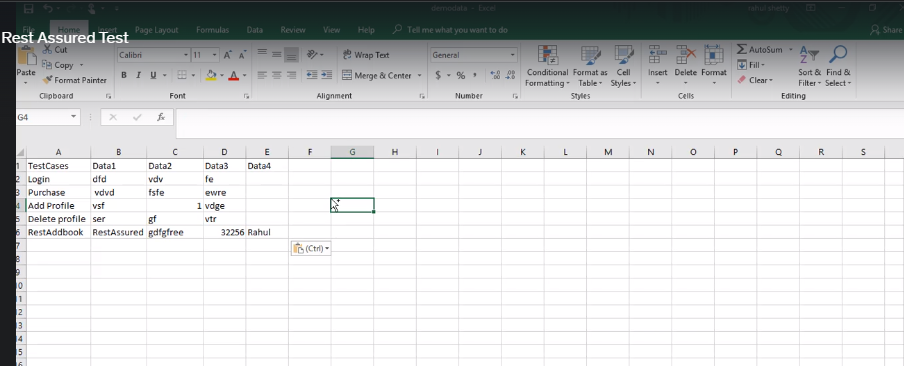 demodata - Excel
rahul shetty
File Home Insert Page Layout Formulas Data Review View Help Tell me what you want to do Share
Rest Assured Test
Cut
Copy
Format Painter
Paste
Clipboard
Calibri 11
B I U
Font
Wrap Text
Merge & Center
Alignment
General
$ % ,
Number
Conditional Formatting
Format as Table
Cell Styles
Styles
Insert Delete Format
Cells
AutoSum
Fill
Clear
Sort & Filter
Find & Select
Editing
G4 fx
A B C D E F G H I J K L M N O P Q R S
1 TestCases Data1 Data2 Data3 Data4
2 Login dfd vdv fe
3 Purchase vdvd fsfe ewre
4 Add Profile vsf 1 vdge
5 Delete profile ser gf vtr
6 RestAddbook RestAssured gdfgfree 32256 Rahul
7 (Ctrl)
8
9
10
11
12
13
14
15
16